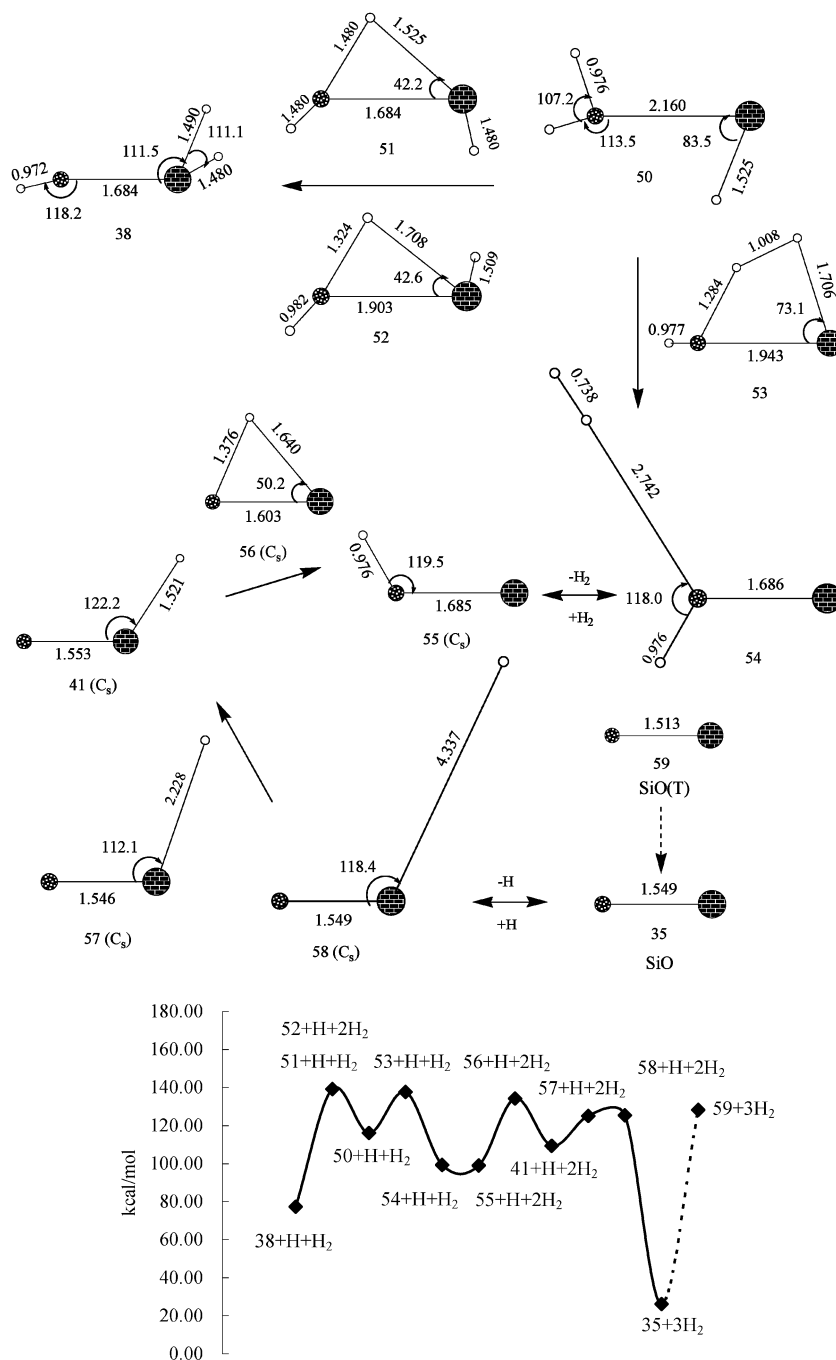 1.480
1.525
42.2
1.480
1.684
1.480
51
0.976
107.2
2.160
113.5
83.5
1.525
50
1.490
111.1
111.5
0.972
1.684
1.480
118.2
38
1.324
1.708
42.6
1.509
0.982
1.903
52
1.008
1.284
1.706
73.1
0.977
1.943
53
0.738
2.742
1.376
1.640
50.2
1.603
56 (Cs)
0.976
119.5
1.685
55 (Cs)
-H2
+H2
118.0
1.686
0.976
54
122.2
1.521
1.553
41 (Cs)
1.513
59
SiO(T)
2.228
112.1
1.546
57 (Cs)
4.337
118.4
1.549
58 (Cs)
-H
+H
1.549
35
SiO
kcal/mol
180.00
160.00
140.00
120.00
100.00
80.00
60.00
40.00
20.00
0.00
52+H+2H2
51+H+H2
53+H+H2
56+H+2H2
57+H+2H2
58+H+2H2
59+3H2
50+H+H2
41+H+2H2
54+H+H2
55+H+2H2
38+H+H2
35+3H2